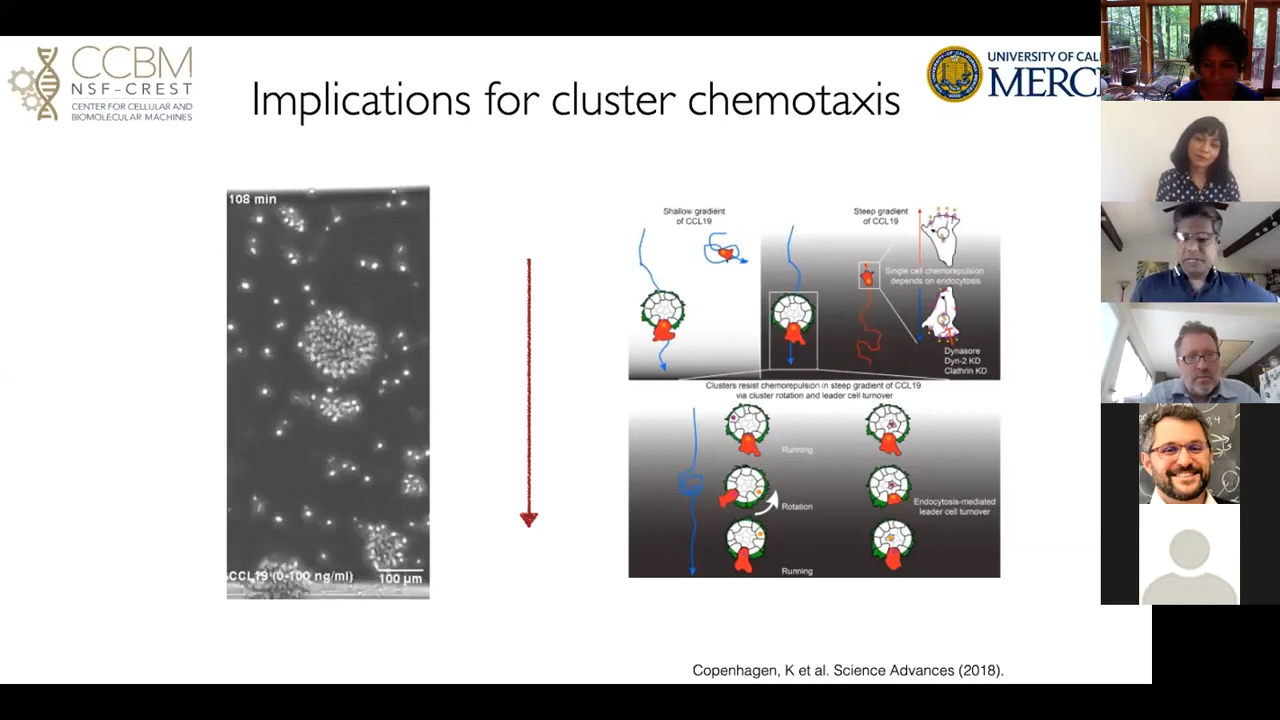 CCBM
NSF-CREST
CENTER FOR CELLULAR AND
BIOMOLECULAR MACHINES
Implications for cluster chemotaxis
UNIVERSITY OF CAL
MERC
108 min
CCL19 (0-100 ng/ml)
100 µm
Shallow gradient
of CCL19
Steep gradient
of CCL19
Single cell chemorepulsion
depends on endocytosis
Dynasore
Dyn-2 KD
Clathrin KD
Clusters resist chemorepulsion in steep gradient of CCL19
via cluster rotation and leader cell turnover
Running
Rotation
Endocytosis-mediated
leader cell turnover
Running
Copenhagen, K et al. Science Advances (2018).